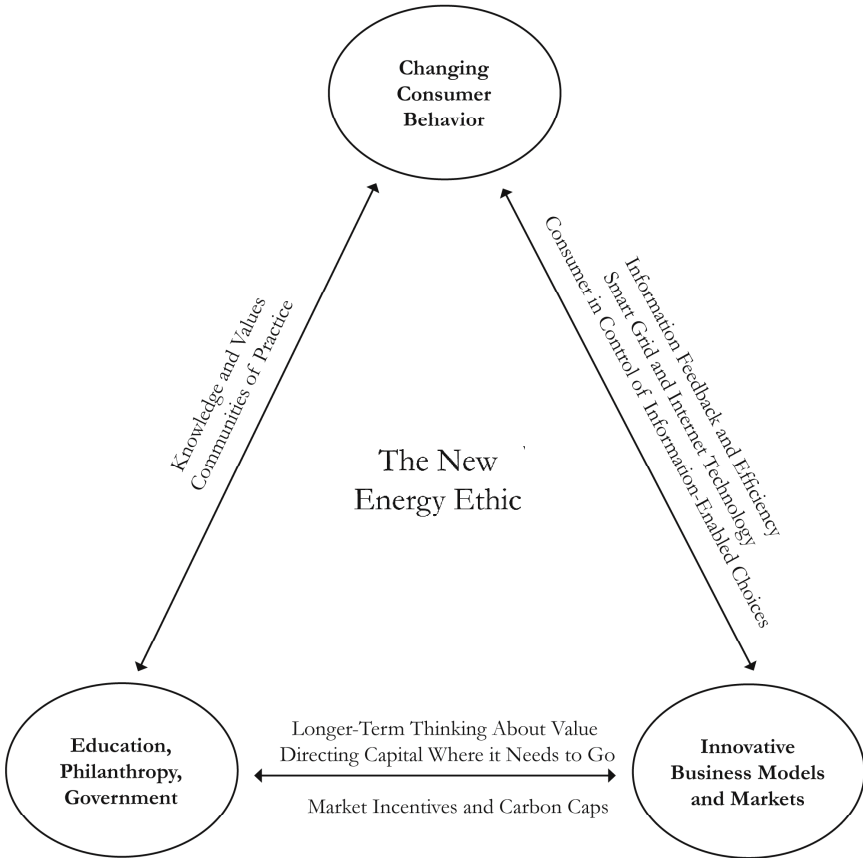 Changing
Consumer
Behavior
Knowledge and Values
Communities of Practice
Information Feedback and Efficiency
Smart Grid and Internet Technology
Consumer in Control of Information-Enabled Choices
The New
Energy Ethic
Education,
Philanthropy,
Government
Longer-Term Thinking About Value
Directing Capital Where it Needs to Go
Market Incentives and Carbon Caps
Innovative
Business Models
and Markets